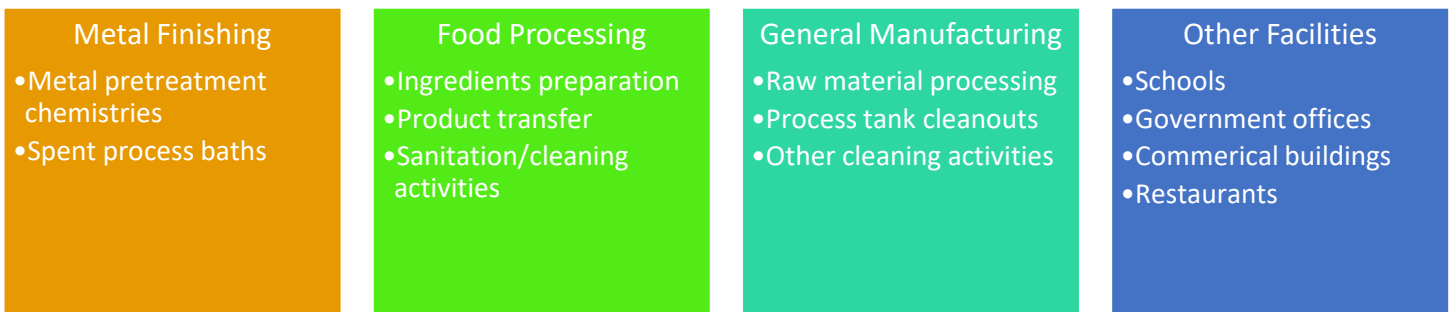 Metal Finishing
•Metal pretreatment
chemistries
•Spent process baths
Food Processing
•Ingredients preparation
•Product transfer
•Sanitation/cleaning
activities
General Manufacturing
•Raw material processing
•Process tank cleanouts
•Other cleaning activities
Other Facilities
•Schools
•Government offices
•Commerical buildings
•Restaurants